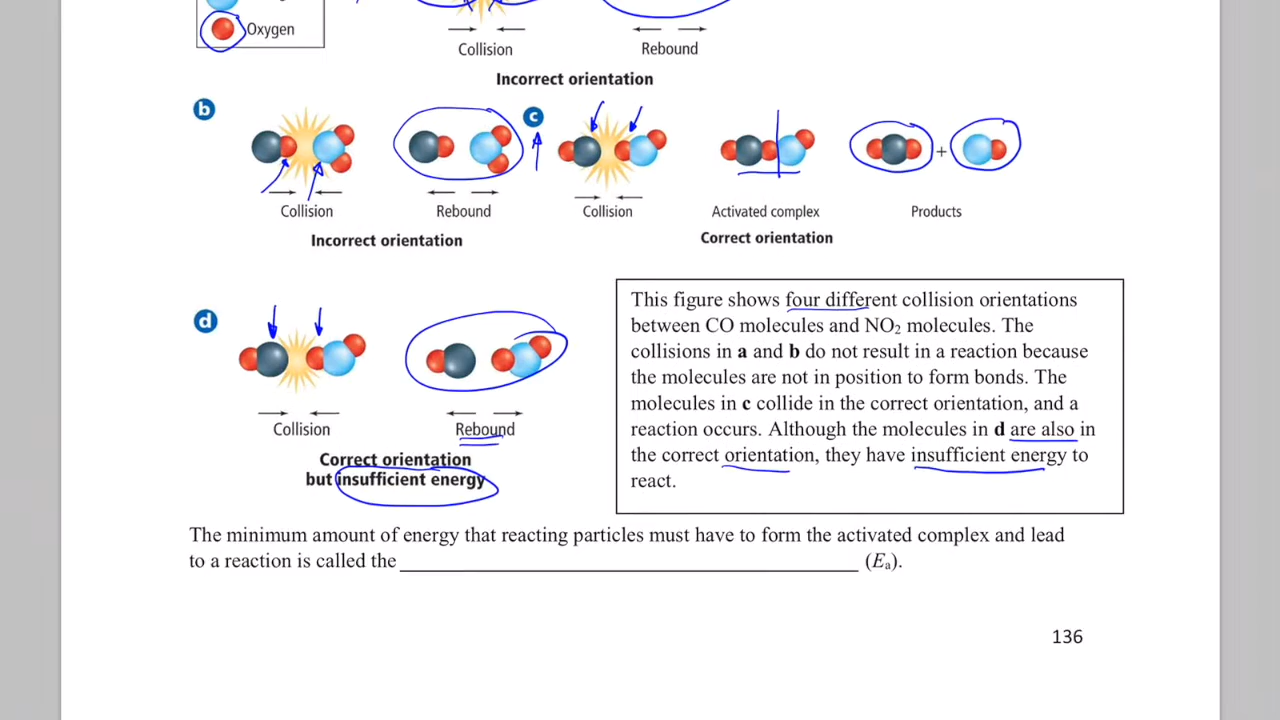 Oxygen
Collision
Rebound
Incorrect orientation
b
c
+
Collision
Rebound
Collision
Activated complex
Products
Incorrect orientation
Correct orientation
d
Collision
Rebound
Correct orientation
but insufficient energy
This figure shows four different collision orientations
between CO molecules and NO₂ molecules. The
collisions in a and b do not result in a reaction because
the molecules are not in position to form bonds. The
molecules in c collide in the correct orientation, and a
reaction occurs. Although the molecules in d are also in
the correct orientation, they have insufficient energy to
react.
The minimum amount of energy that reacting particles must have to form the activated complex and lead
to a reaction is called the ______________________________ (Eₐ).
136